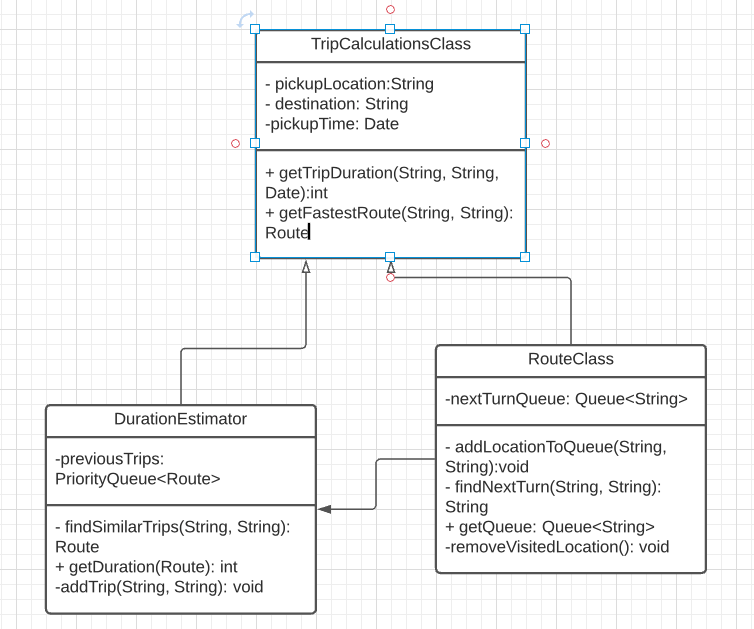 TripCalculationsClass
- pickupLocation:String
- destination: String
-pickupTime: Date
+ getTripDuration(String, String,
Date):int
+ getFastestRoute(String, String):
Route
DurationEstimator
-previousTrips:
PriorityQueue<Route>
- findSimilarTrips(String, String):
Route
+ getDuration(Route): int
-addTrip(String, String): void
RouteClass
-nextTurnQueue: Queue<String>
- addLocationToQueue(String,
String):void
- findNextTurn(String, String):
String
+ getQueue: Queue<String>
-removeVisitedLocation(): void